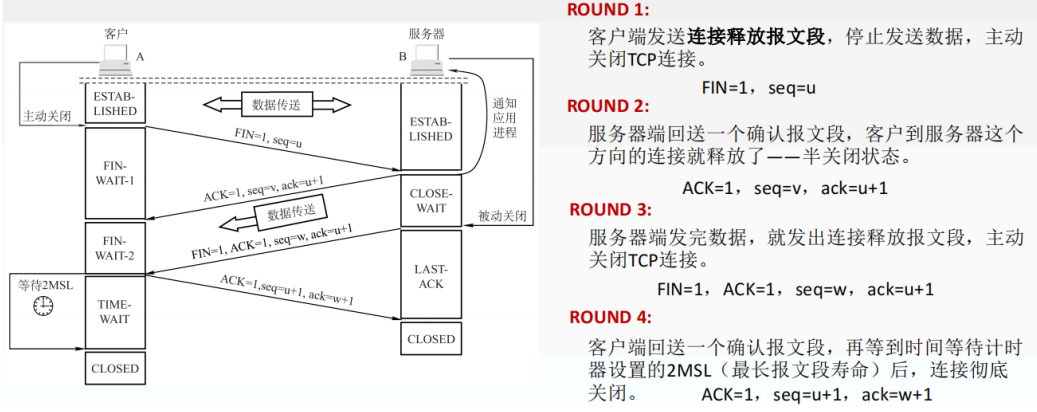 客户
服务器
A
B
ESTAB-
LISHED
数据传送
通知
应用
进程
主动关闭
FIN=1, seq=u
ESTAB-
LISHED
FIN-
WAIT-1
ACK=1, seq=v, ack=u+1
CLOSE-
WAIT
数据传送
被动关闭
FIN-
WAIT-2
FIN=1, ACK=1, seq=w, ack=u+1
等待2MSL
ACK=1,seq=u+1, ack=w+1
LAST-
ACK
TIME-
WAIT
CLOSED
CLOSED
ROUND 1:
客户端发送连接释放报文段，停止发送数据，主动
关闭TCP连接。
FIN=1，seq=u
ROUND 2:
服务器端回送一个确认报文段，客户到服务器这个
方向的连接就释放了——半关闭状态。
ACK=1，seq=v，ack=u+1
ROUND 3:
服务器端发完数据，就发出连接释放报文段，主动
关闭TCP连接。
FIN=1，ACK=1，seq=w，ack=u+1
ROUND 4:
客户端回送一个确认报文段，再等到时间等待计时
器设置的2MSL（最长报文段寿命）后，连接彻底
关闭。 ACK=1，seq=u+1，ack=w+1